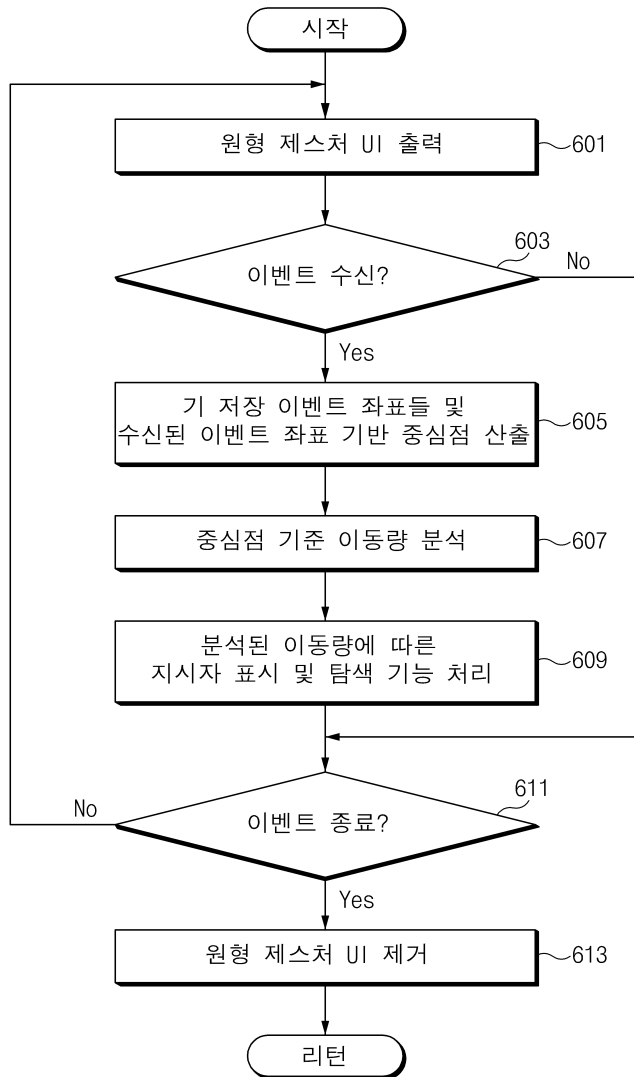 시작
원형 제스처 UI 출력
601
이벤트 수신?
603
No
Yes
기 저장 이벤트 좌표들 및
수신된 이벤트 좌표 기반 중심점 산출
605
중심점 기준 이동량 분석
607
분석된 이동량에 따른
지시자 표시 및 탐색 기능 처리
609
이벤트 종료?
611
No
Yes
원형 제스처 UI 제거
613
리턴